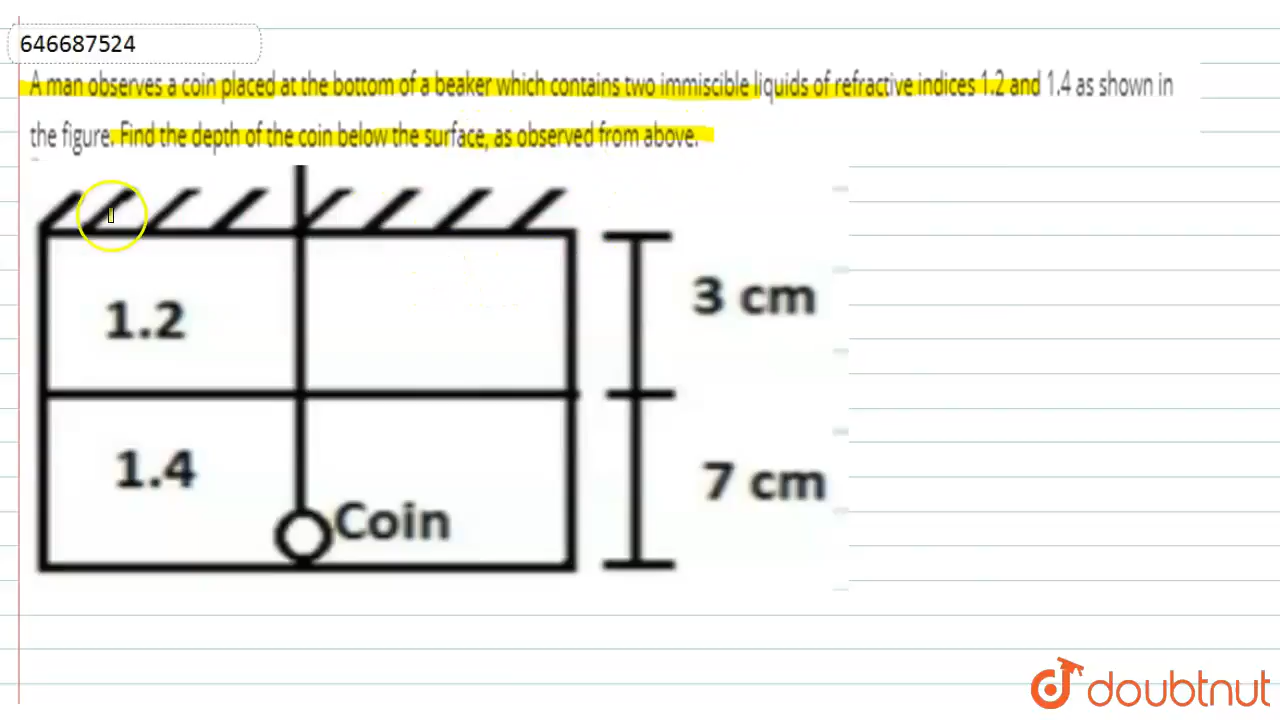 646687524
A man observes a coin placed at the bottom of a beaker which contains two immiscible liquids of refractive indices 1.2 and 1.4 as shown in
the figure. Find the depth of the coin below the surface, as observed from above.
1.2
3 cm
1.4
7 cm
Coin
doubtnut